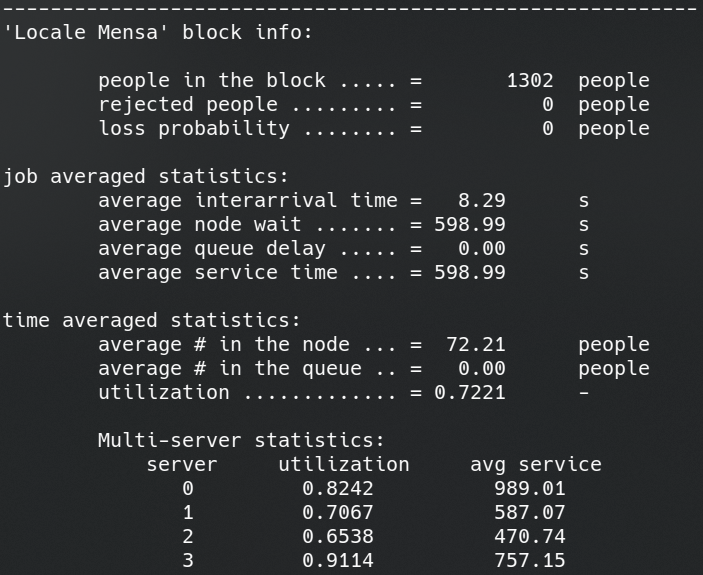 ----------------------------------------------------------
'Locale Mensa' block info:
people in the block ..... = 1302 people
rejected people ......... = 0 people
loss probability ........ = 0 people
job averaged statistics:
average interarrival time = 8.29 s
average node wait ....... = 598.99 s
average queue delay ..... = 0.00 s
average service time .... = 598.99 s
time averaged statistics:
average # in the node ... = 72.21 people
average # in the queue .. = 0.00 people
utilization ............. = 0.7221 -
Multi-server statistics:
server utilization avg service
0 0.8242 989.01
1 0.7067 587.07
2 0.6538 470.74
3 0.9114 757.15